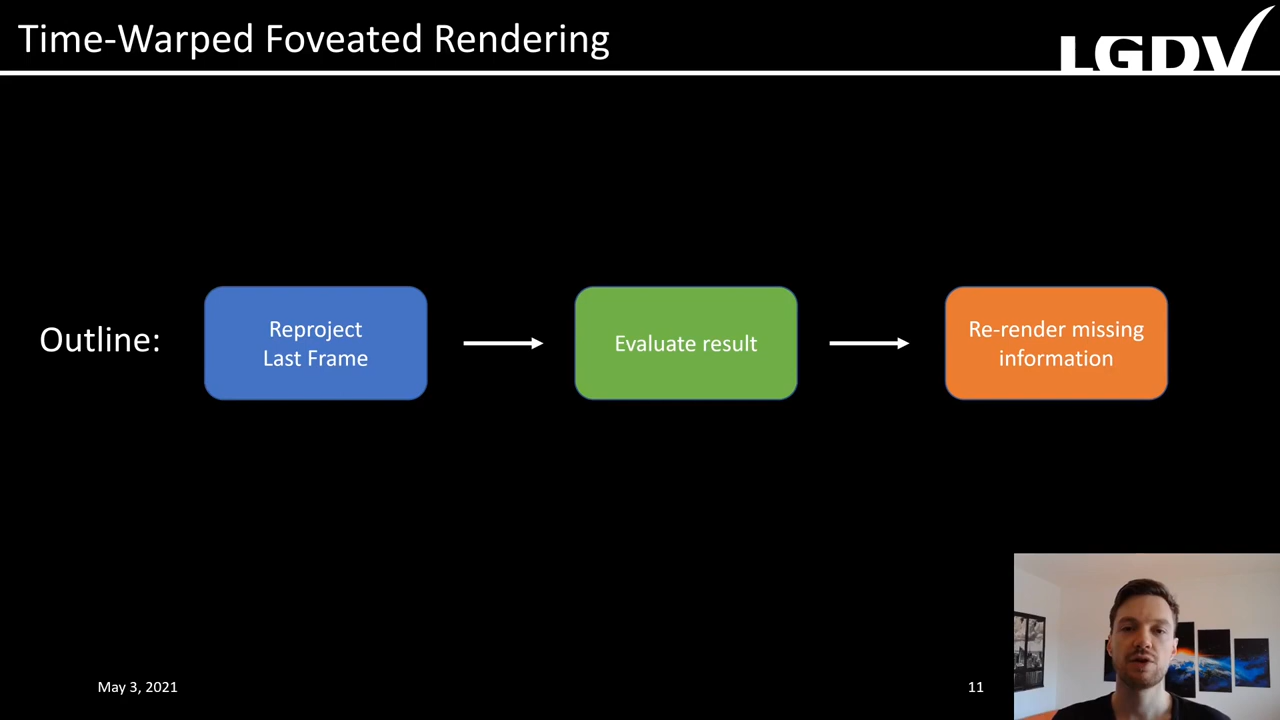 Time-Warped Foveated Rendering
LGDV
Outline:
Reproject
Last Frame
Evaluate result
Re-render missing
information
May 3, 2021
11